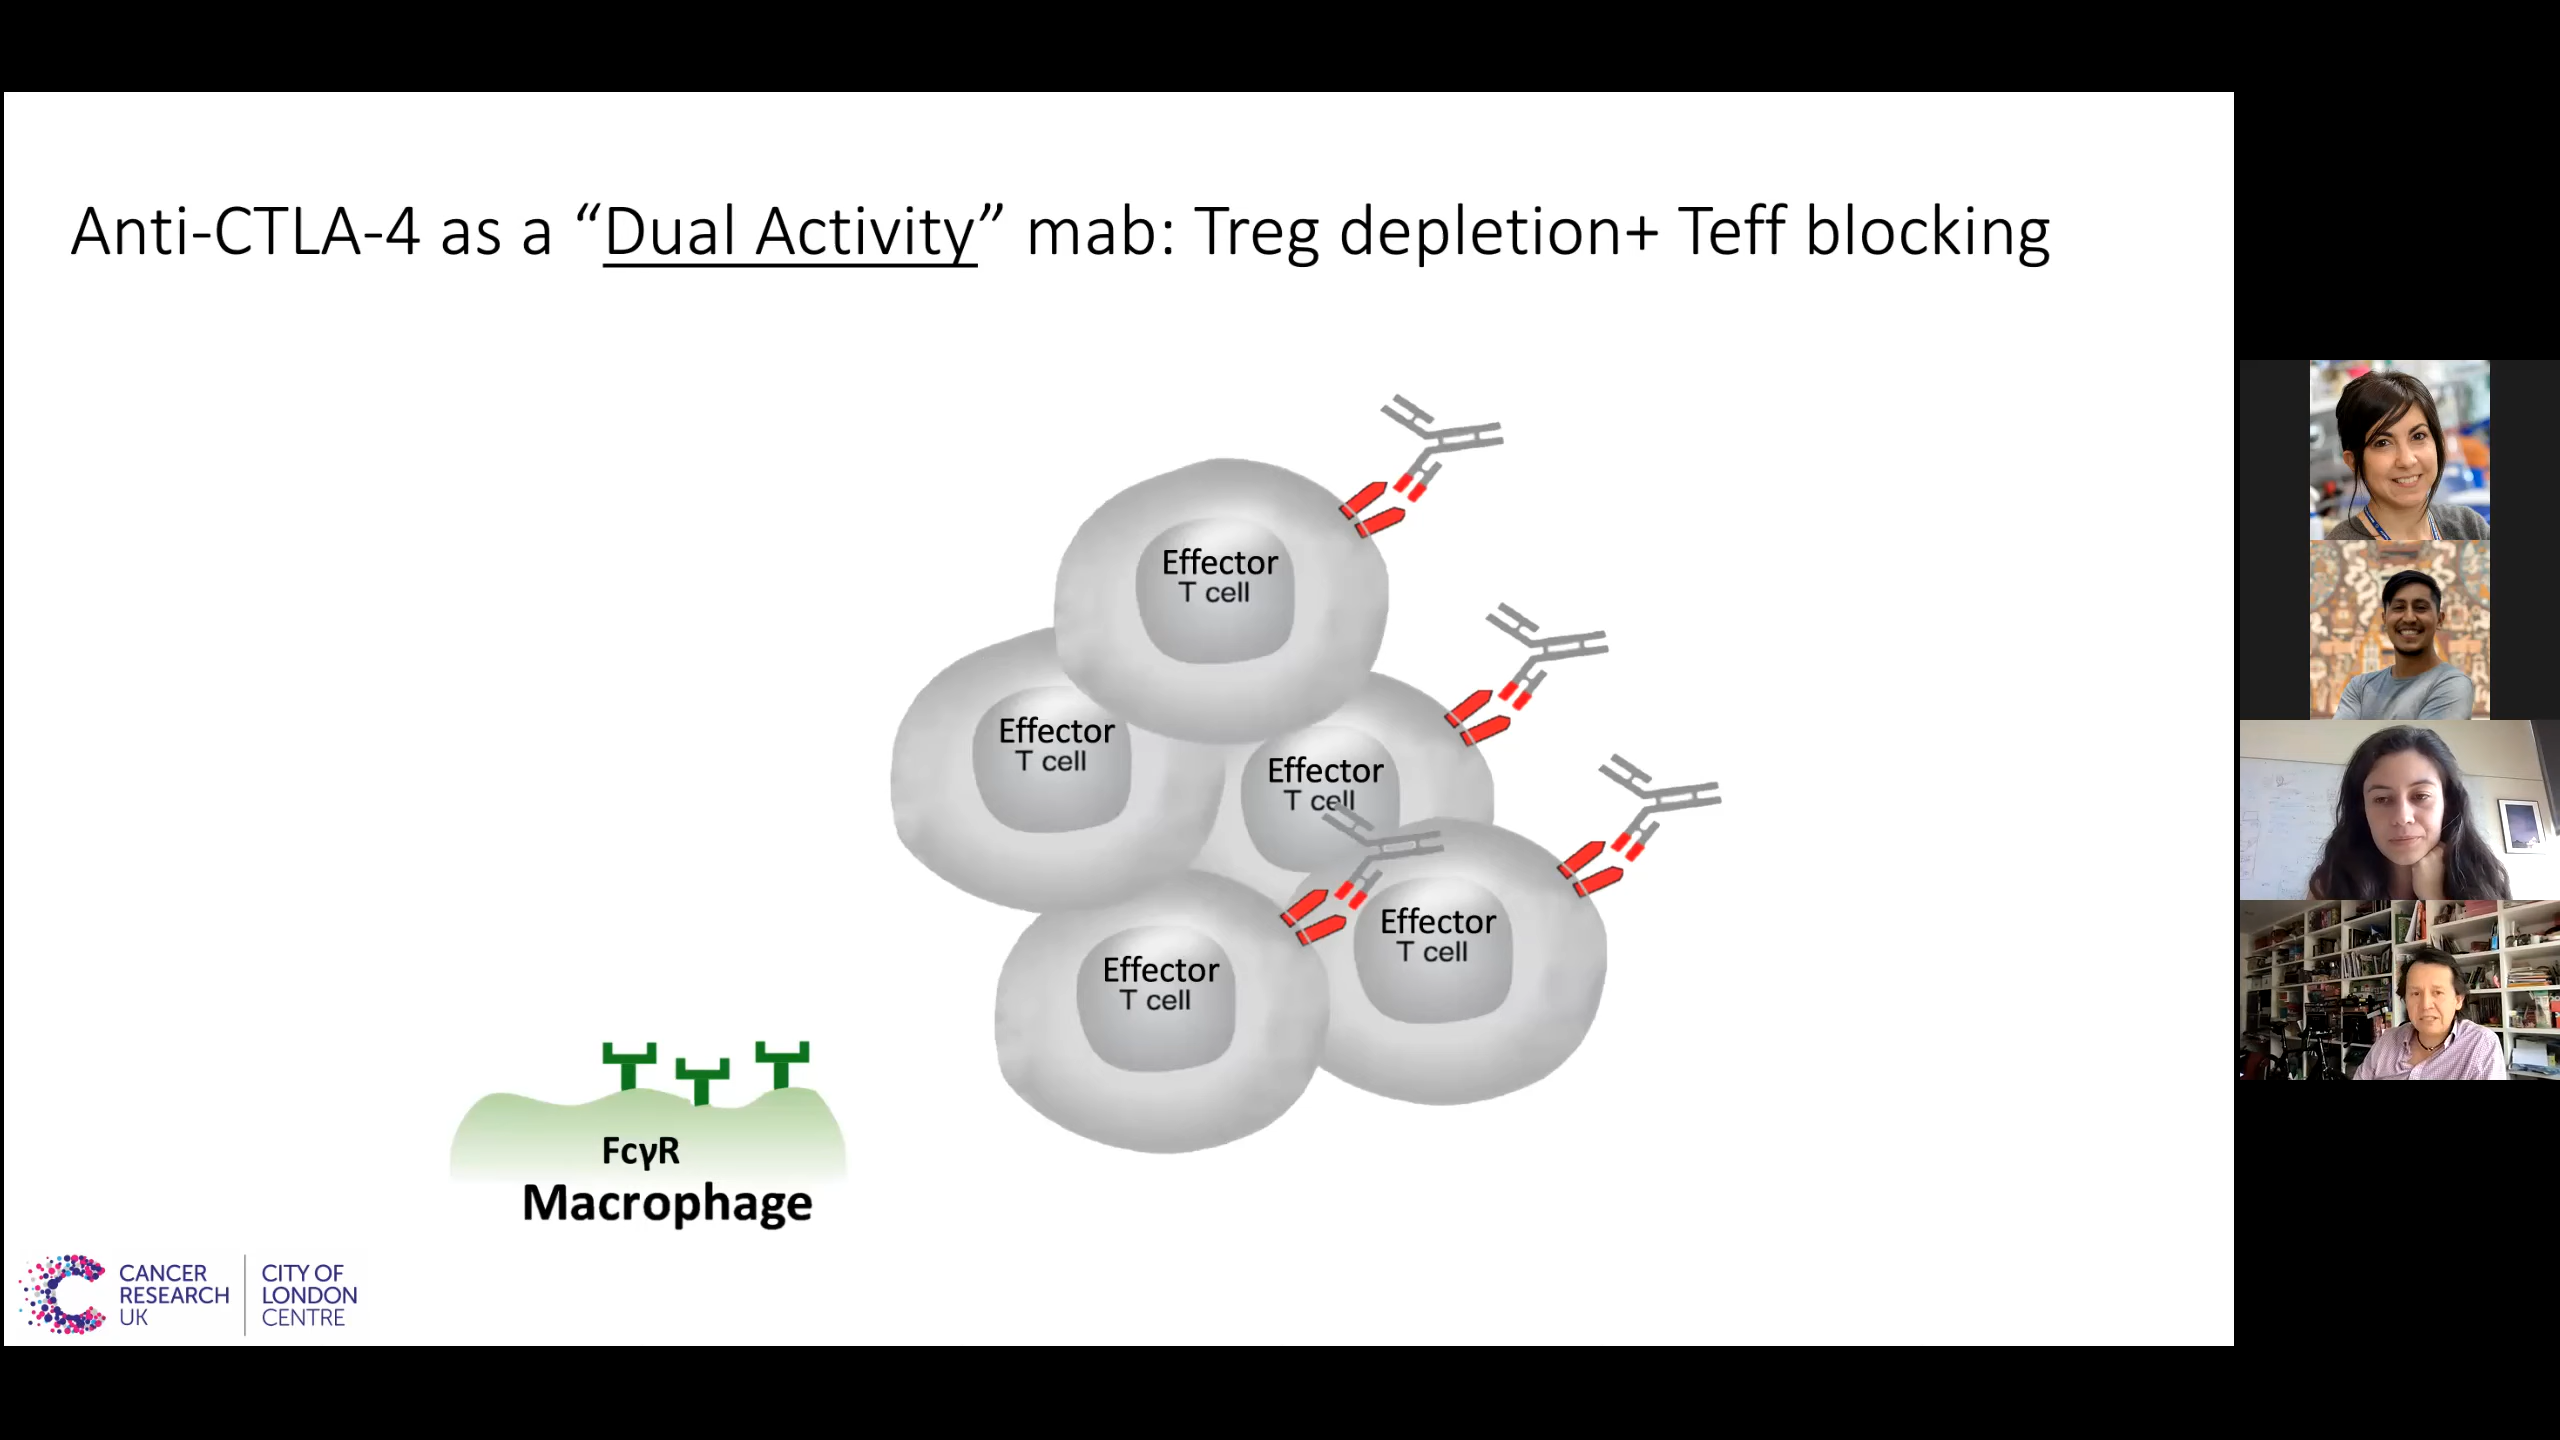 Anti-CTLA-4 as a “Dual Activity” mab: Treg depletion+ Teff blocking
Effector
T cell
Effector
T cell
Effector
T cell
Effector
T cell
Effector
T cell
FcγR
Macrophage
CANCER
RESEARCH
UK
CITY OF
LONDON
CENTRE